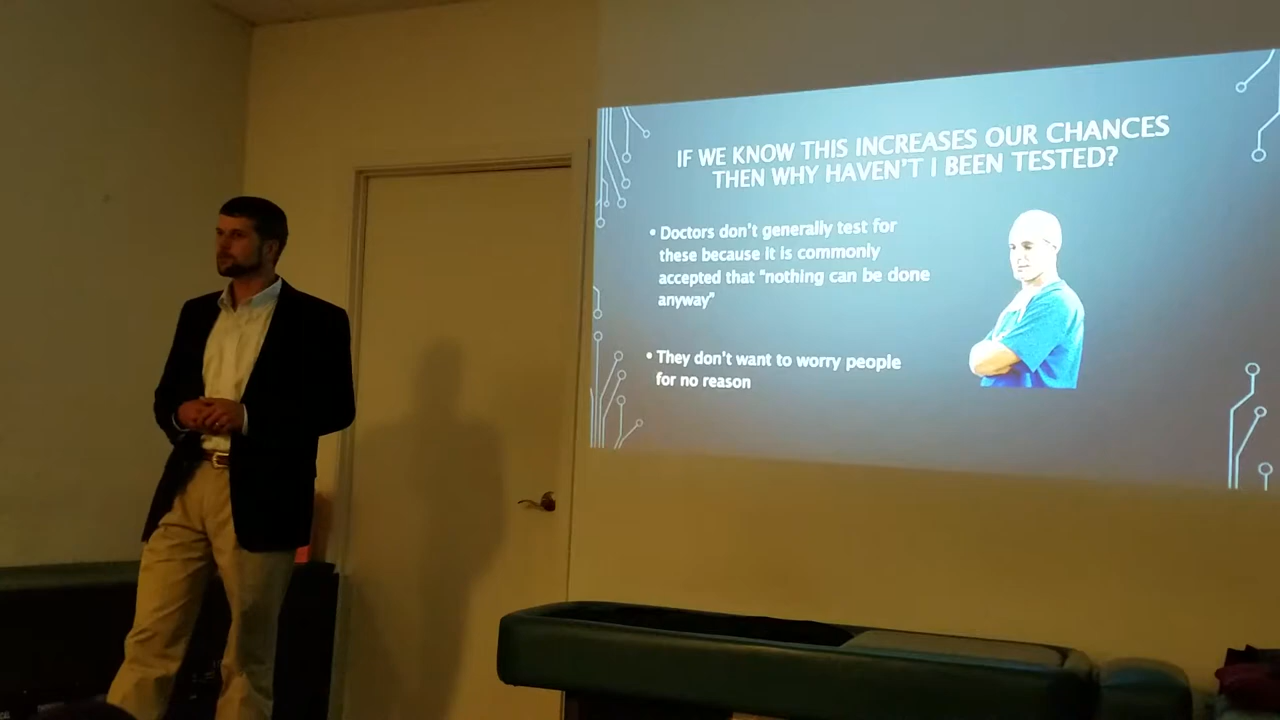 IF WE KNOW THIS INCREASES OUR CHANCES
THEN WHY HAVEN'T I BEEN TESTED?
• Doctors don't generally test for
these because it is commonly
accepted that "nothing can be done
anyway"
• They don't want to worry people
for no reason